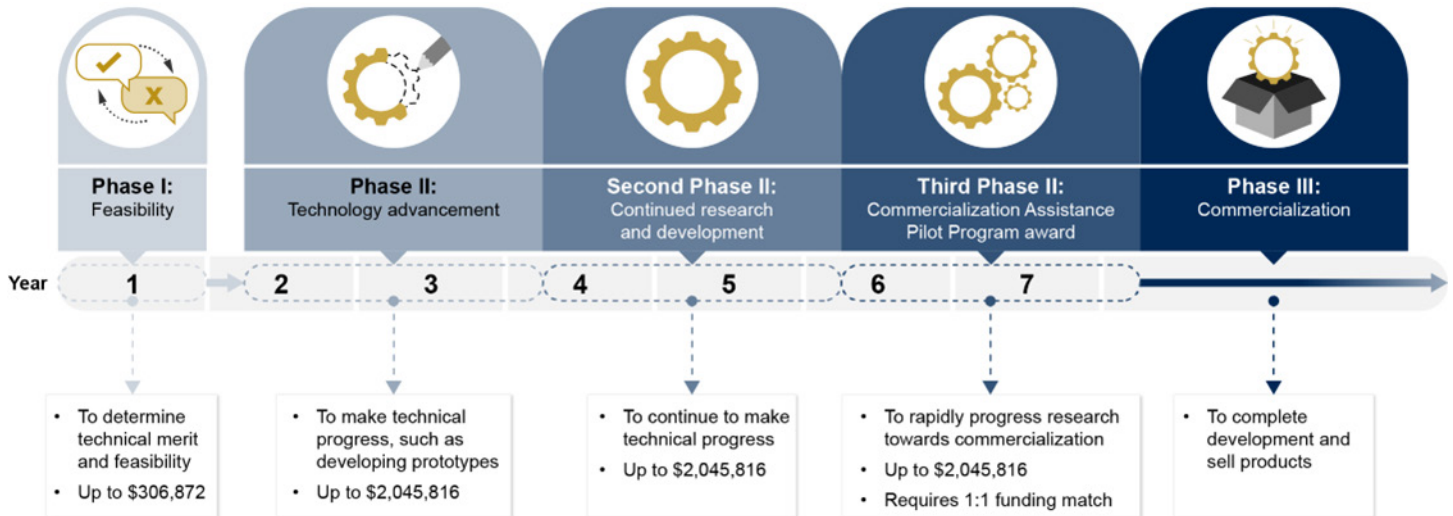 X
Phase I:
Feasibility
Phase II:
Technology advancement
Second Phase II:
Continued research
and development
Third Phase II:
Commercialization Assistance
Pilot Program award
Phase III:
Commercialization
Year 1 2 3 4 5 6 7
• To determine
technical merit
and feasibility
• Up to $306,872
• To make technical
progress, such as
developing prototypes
• Up to $2,045,816
• To continue to make
technical progress
• Up to $2,045,816
• To rapidly progress research
towards commercialization
• Up to $2,045,816
• Requires 1:1 funding match
• To complete
development and
sell products